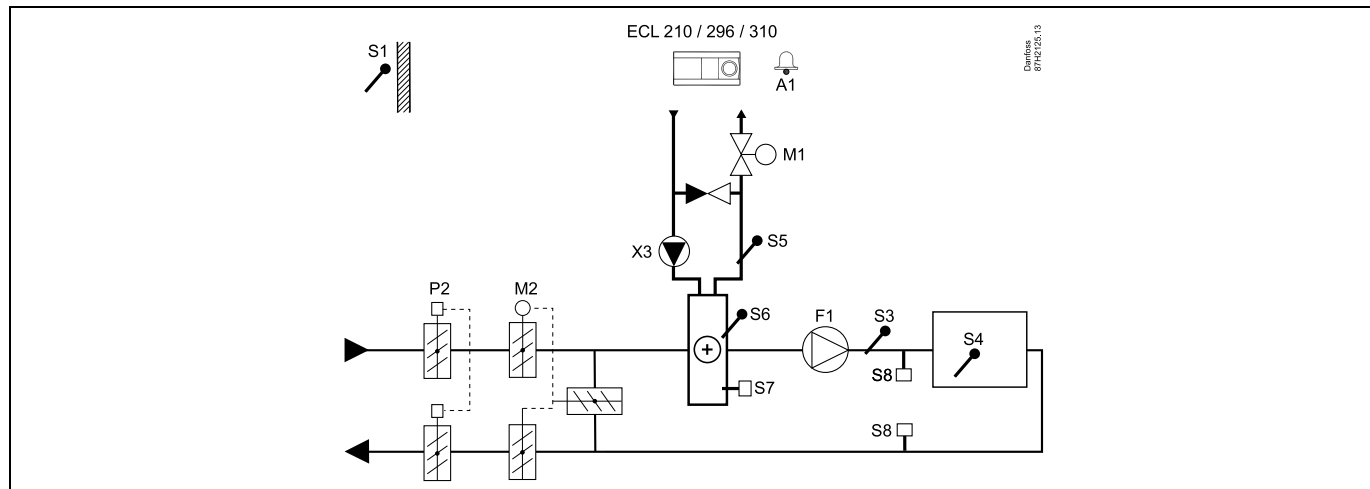 ECL 210 / 296 / 310
Danfoss
87H2125.13
S1
A1
M1
S5
X3
P2
M2
S6
F1
S3
S4
S7
S8
S8